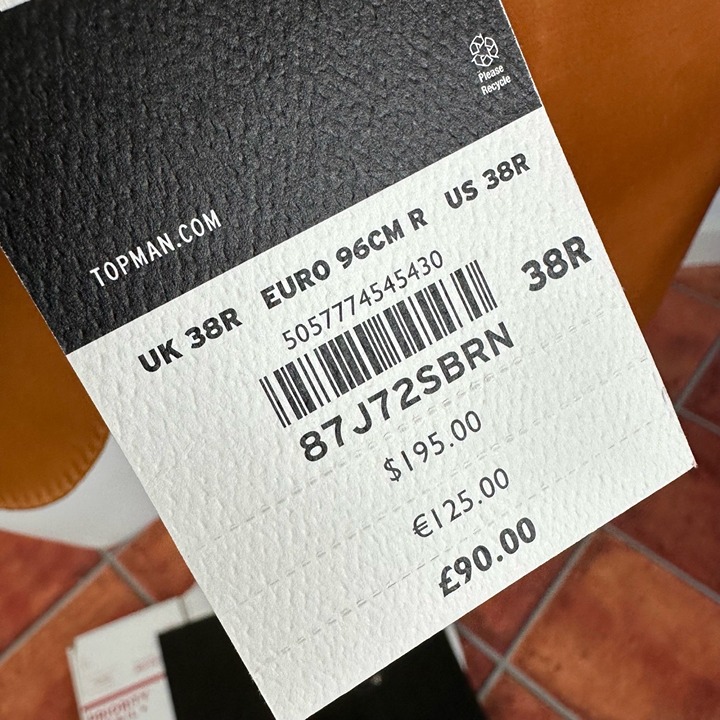 Please
Recycle
TOPMAN.COM
UK 38R EURO 96CM R US 38R
5057774545430
38R
87J72SBRN
$195.00
€125.00
£90.00